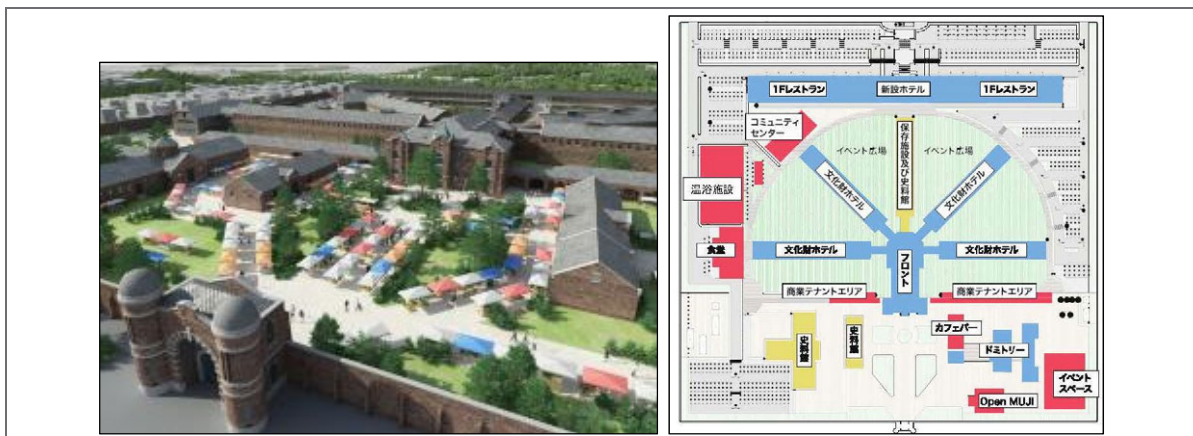 1Fレストラン
新設ホテル
1Fレストラン
コミュニティ
センター
イベント広場
保存施設及び史料館
イベント広場
温浴施設
文化財ホテル
文化財ホテル
食堂
文化財ホテル
フロント
文化財ホテル
商業テナントエリア
商業テナントエリア
史料館
史料館
カフェバー
ドミトリー
イベント
スペース
Open MUJI